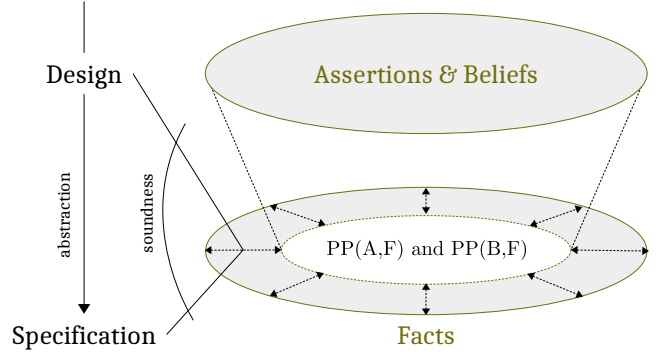 Design
Assertions & Beliefs
abstraction
soundness
PP(A,F) and PP(B,F)
Specification
Facts